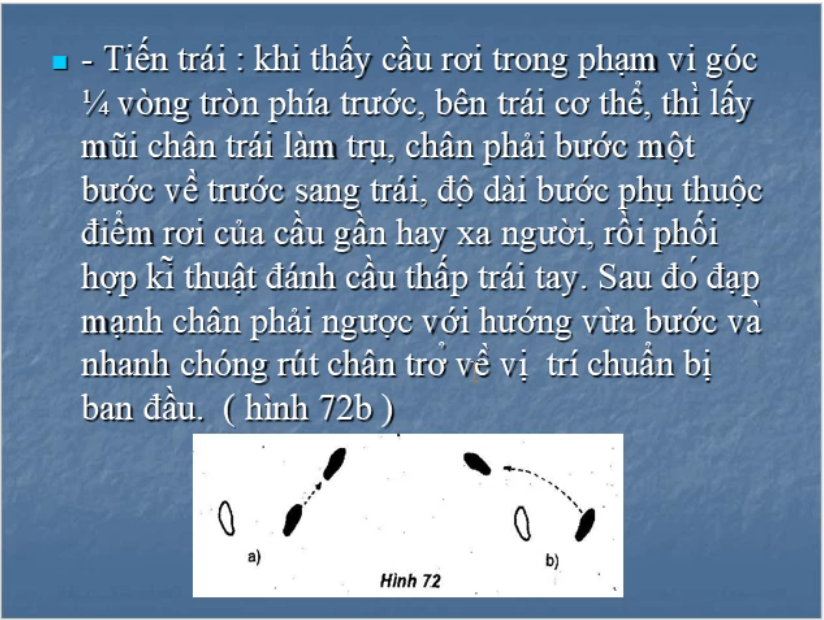 - Tiến trái : khi thấy cầu rơi trong phạm vi góc
¼ vòng tròn phía trước, bên trái cơ thể, thì lấy
mũi chân trái làm trụ, chân phải bước một
bước về trước sang trái, độ dài bước phụ thuộc
điểm rơi của cầu gần hay xa người, rồi phối
hợp kĩ thuật đánh cầu thấp trái tay. Sau đó đạp
mạnh chân phải ngược với hướng vừa bước và
nhanh chóng rút chân trở về vị trí chuẩn bị
ban đầu. ( hình 72b )
a)
b)
Hình 72